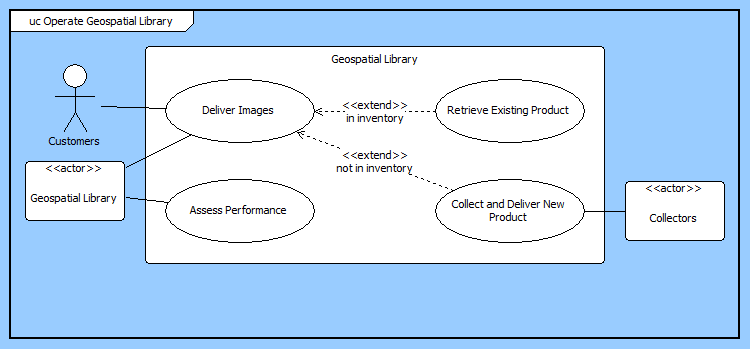 uc Operate Geospatial Library
Geospatial Library
Customers
Deliver Images
<<extend>>
in inventory
Retrieve Existing Product
<<extend>>
not in inventory
<<actor>>
Geospatial Library
Assess Performance
Collect and Deliver New
Product
<<actor>>
Collectors